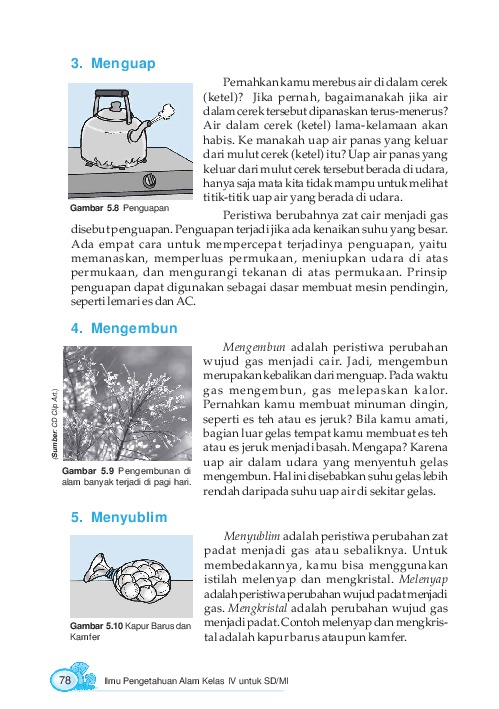 3. Menguap
Pernahkan kamu merebus air di dalam cerek
(ketel)? Jika pernah, bagaimanakah jika air
dalam cerek tersebut dipanaskan terus-menerus?
Air dalam cerek (ketel) lama-kelamaan akan
habis. Ke manakah uap air panas yang keluar
dari mulut cerek (ketel) itu? Uap air panas yang
keluar dari mulut cerek tersebut berada di udara,
hanya saja mata kita tidak mampu untuk melihat
titik-titik uap air yang berada di udara.
Gambar 5.8 Penguapan
Peristiwa berubahnya zat cair menjadi gas
disebut penguapan. Penguapan terjadi jika ada kenaikan suhu yang besar.
Ada empat cara untuk mempercepat terjadinya penguapan, yaitu
memanaskan, memperluas permukaan, meniupkan udara di atas
permukaan, dan mengurangi tekanan di atas permukaan. Prinsip
penguapan dapat digunakan sebagai dasar membuat mesin pendingin,
seperti lemari es dan AC.
4. Mengembun
Mengembun adalah peristiwa perubahan
wujud gas menjadi cair. Jadi, mengembun
merupakan kebalikan dari menguap. Pada waktu
gas mengembun, gas melepaskan kalor.
Pernahkan kamu membuat minuman dingin,
seperti es teh atau es jeruk? Bila kamu amati,
bagian luar gelas tempat kamu membuat es teh
atau es jeruk menjadi basah. Mengapa? Karena
uap air dalam udara yang menyentuh gelas
mengembun. Hal ini disebabkan suhu gelas lebih
rendah daripada suhu uap air di sekitar gelas.
(Sumber: CD Clip Art.)
Gambar 5.9 Pengembunan di
alam banyak terjadi di pagi hari.
5. Menyublim
Menyublim adalah peristiwa perubahan zat
padat menjadi gas atau sebaliknya. Untuk
membedakannya, kamu bisa menggunakan
istilah melenyap dan mengkristal. Melenyap
adalah peristiwa perubahan wujud padat menjadi
gas. Mengkristal adalah perubahan wujud gas
menjadi padat. Contoh melenyap dan mengkris-
tal adalah kapur barus ataupun kamfer.
Gambar 5.10 Kapur Barus dan
Kamfer
78
Ilmu Pengetahuan Alam Kelas IV untuk SD/MI